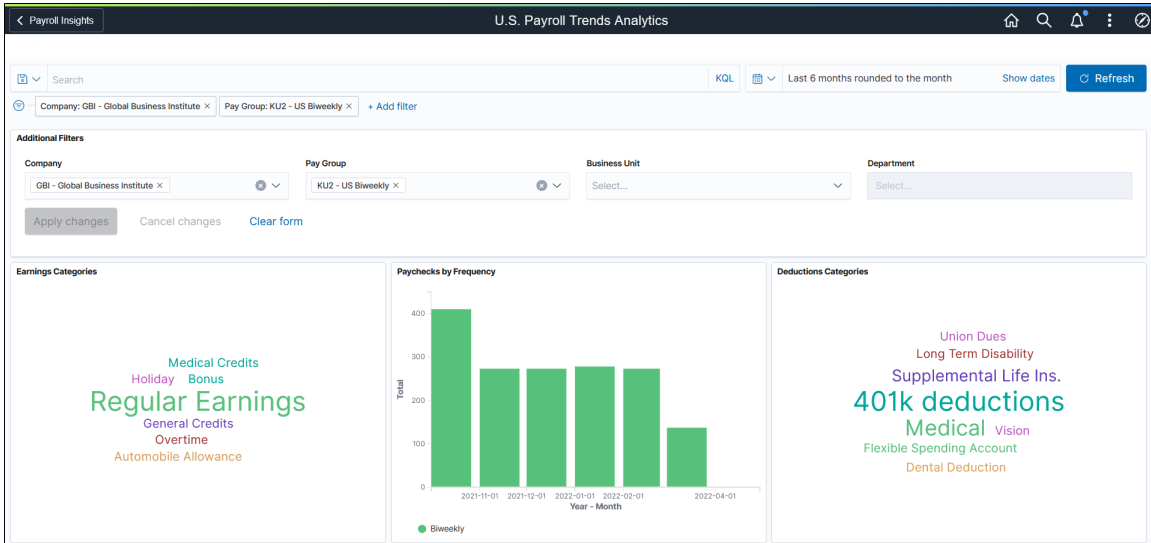 Payroll Insights
U.S. Payroll Trends Analytics
Search
KQL
Last 6 months rounded to the month
Show dates
Refresh
Company: GBI - Global Business Institute ×
Pay Group: KU2 - US Biweekly ×
+ Add filter
Additional Filters
Company
Pay Group
Business Unit
Department
GBI - Global Business Institute ×
KU2 - US Biweekly ×
Select...
Select...
Apply changes
Cancel changes
Clear form
Earnings Categories
Medical Credits
Holiday Bonus
Regular Earnings
General Credits
Overtime
Automobile Allowance
Paychecks by Frequency
Total
400
300
200
100
0
2021-11-01 2021-12-01 2022-01-01 2022-02-01 2022-04-01
Year - Month
Biweekly
Deductions Categories
Union Dues
Long Term Disability
Supplemental Life Ins.
401k deductions
Medical Vision
Flexible Spending Account
Dental Deduction